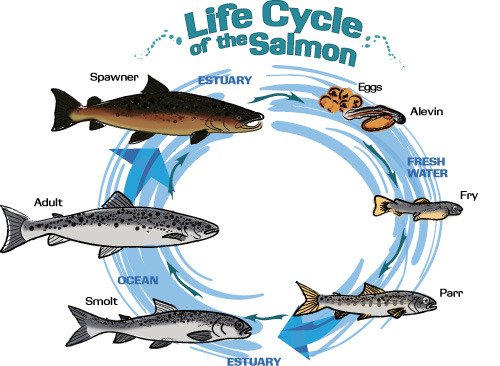 Life Cycle
of the Salmon
Spawner
ESTUARY
Eggs
Alevin
FRESH
WATER
Fry
Parr
ESTUARY
Smolt
OCEAN
Adult